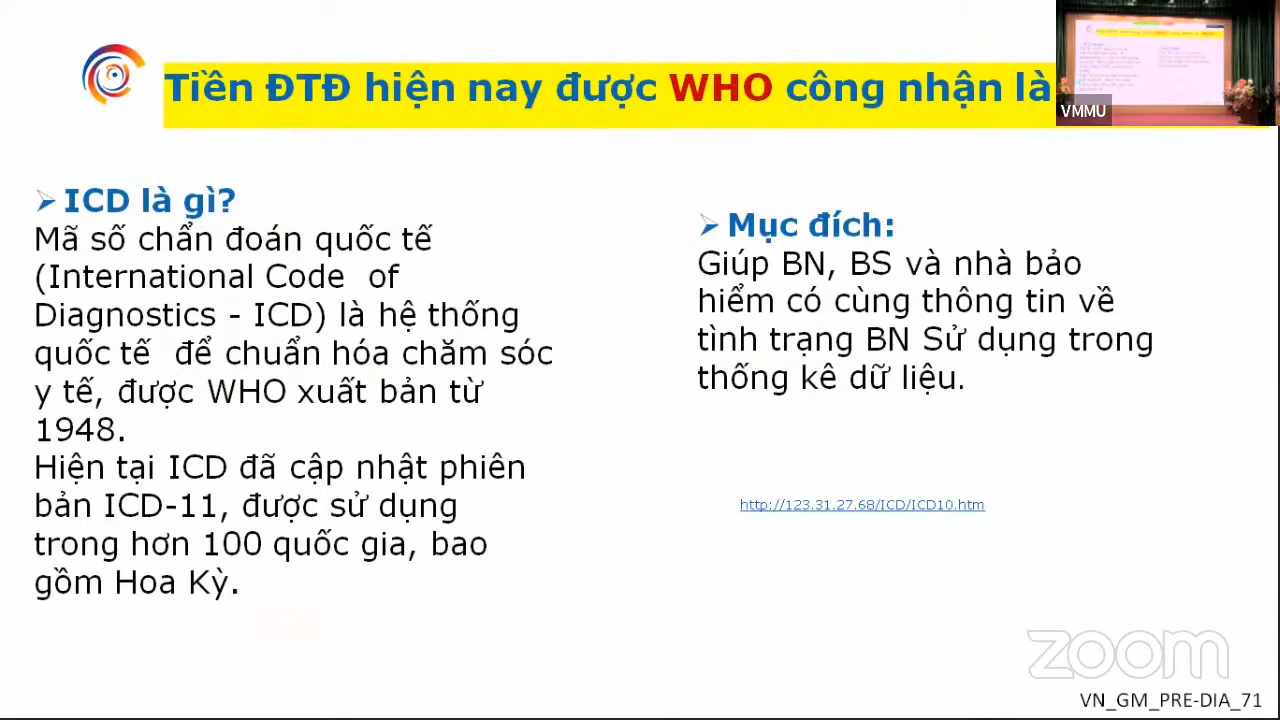 Tiền ĐTĐ hiện nay được WHO công nhận là
VMMU
➢ ICD là gì?
Mã số chẩn đoán quốc tế
(International Code of
Diagnostics - ICD) là hệ thống
quốc tế để chuẩn hóa chăm sóc
y tế, được WHO xuất bản từ
1948.
Hiện tại ICD đã cập nhật phiên
bản ICD-11, được sử dụng
trong hơn 100 quốc gia, bao
gồm Hoa Kỳ.
➢ Mục đích:
Giúp BN, BS và nhà bảo
hiểm có cùng thông tin về
tình trạng BN Sử dụng trong
thống kê dữ liệu.
http://123.31.27.68/ICD/ICD10.htm
zoom
VN_GM_PRE-DIA_71